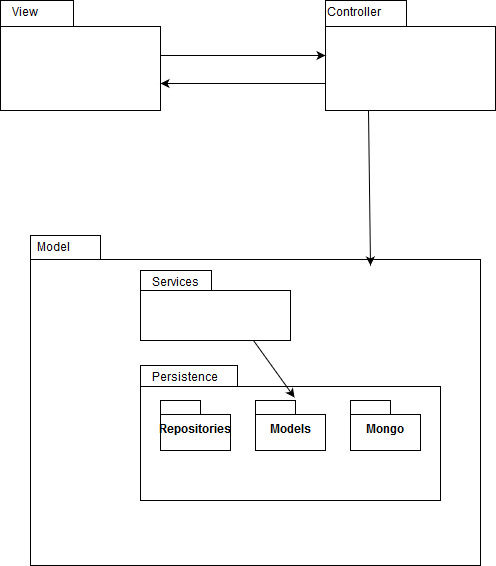 View
Controller
Model
Services
Persistence
Repositories
Models
Mongo